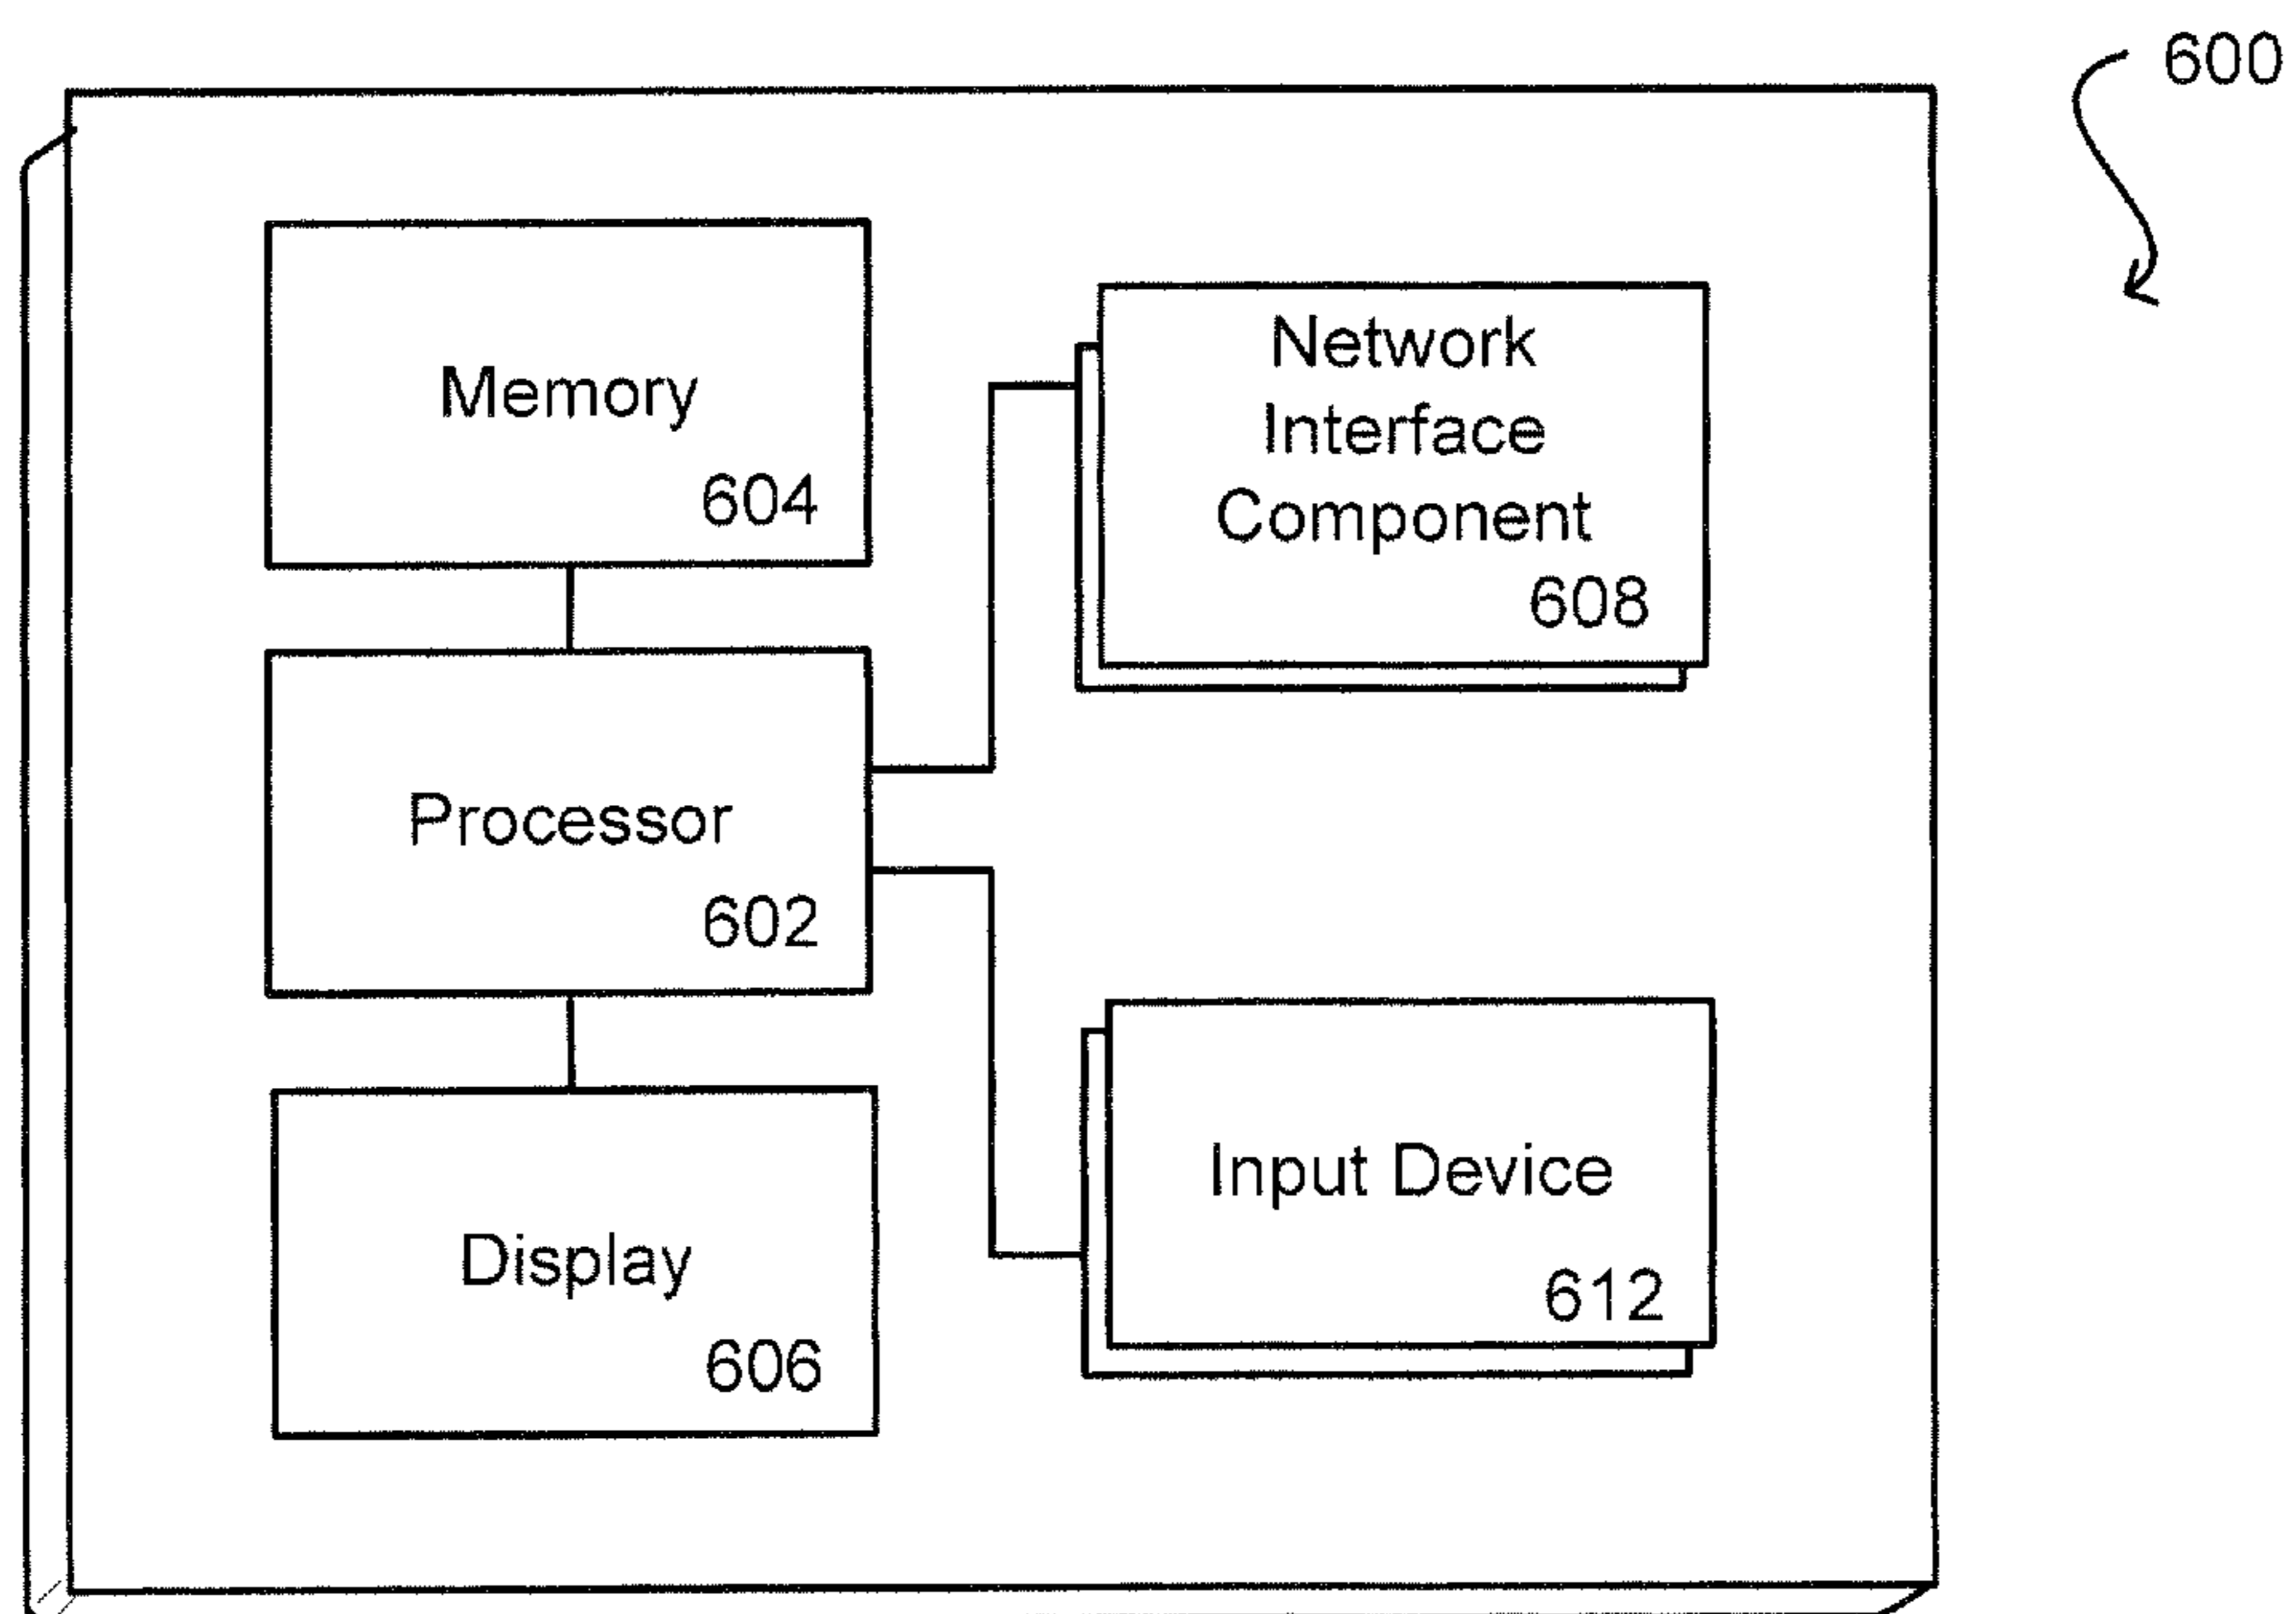 600
Memory
604
Network
Interface
Component
608
Processor
602
Display
606
Input Device
612